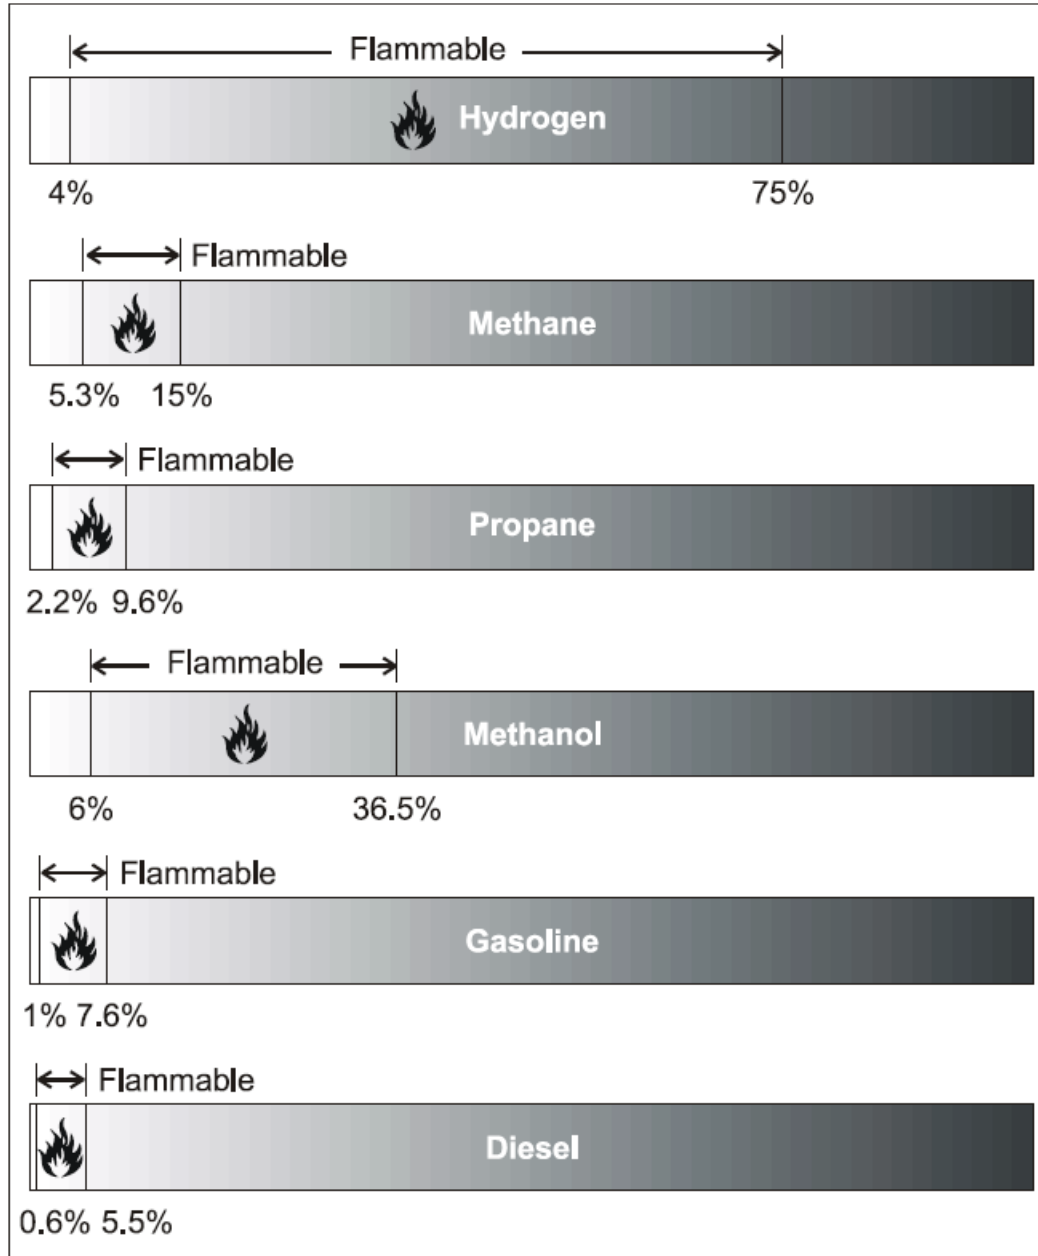 Flammable
Hydrogen
4% 75%
Flammable
Methane
5.3% 15%
Flammable
Propane
2.2% 9.6%
Flammable
Methanol
6% 36.5%
Flammable
Gasoline
1% 7.6%
Flammable
Diesel
0.6% 5.5%